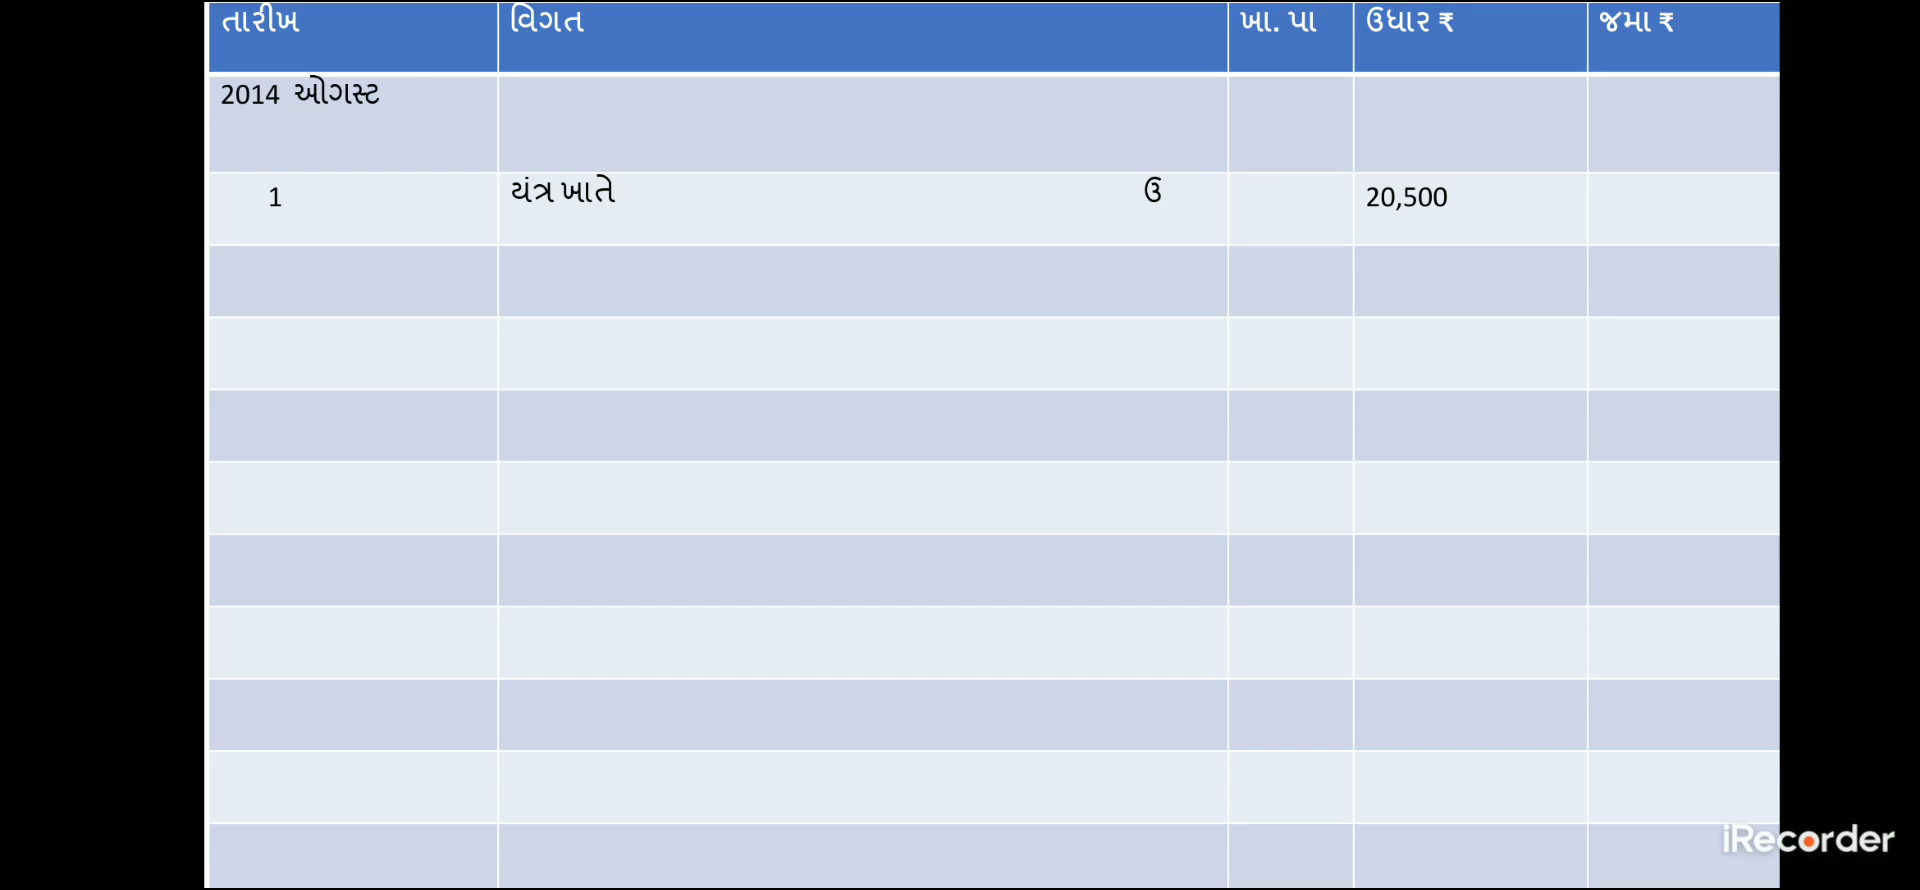 તારીખ વિગત ખા. પા ઉધાર ₹ જમા ₹
2014 ઓગસ્ટ
1 યંત્ર ખાતે ઉ 20,500
iRecorder